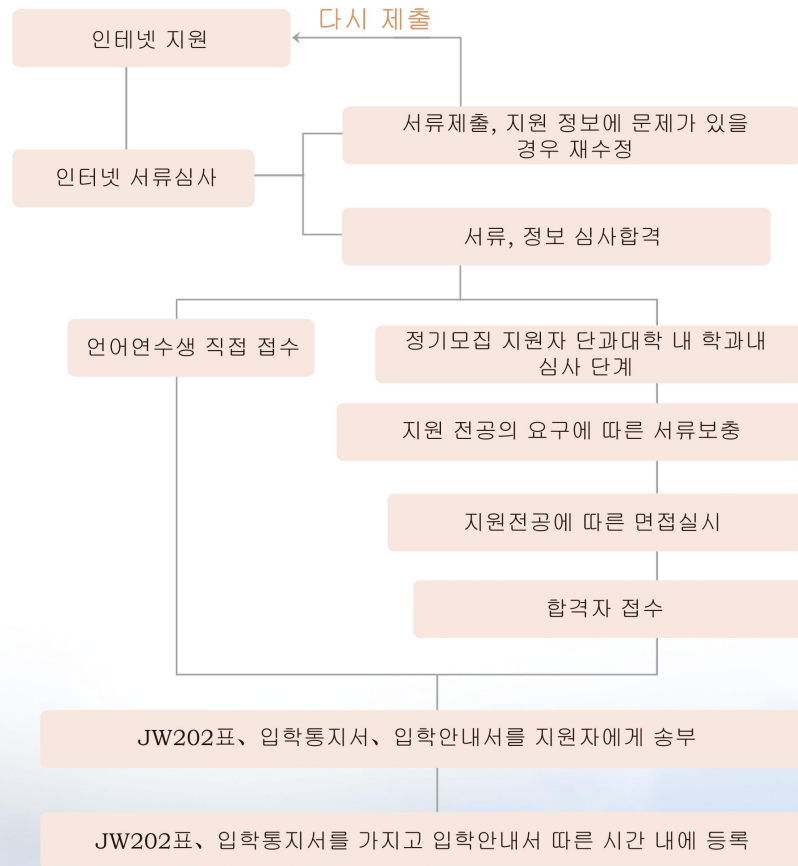 다시 제출
인테넷 지원
서류제출, 지원 정보에 문제가 있을
경우 재수정
인터넷 서류심사
서류, 정보 심사합격
언어연수생 직접 접수
정기모집 지원자 단과대학 내 학과내
심사 단계
지원 전공의 요구에 따른 서류보충
지원전공에 따른 면접실시
합격자 접수
JW202표、입학통지서、입학안내서를 지원자에게 송부
JW202표、입학통지서를 가지고 입학안내서 따른 시간 내에 등록